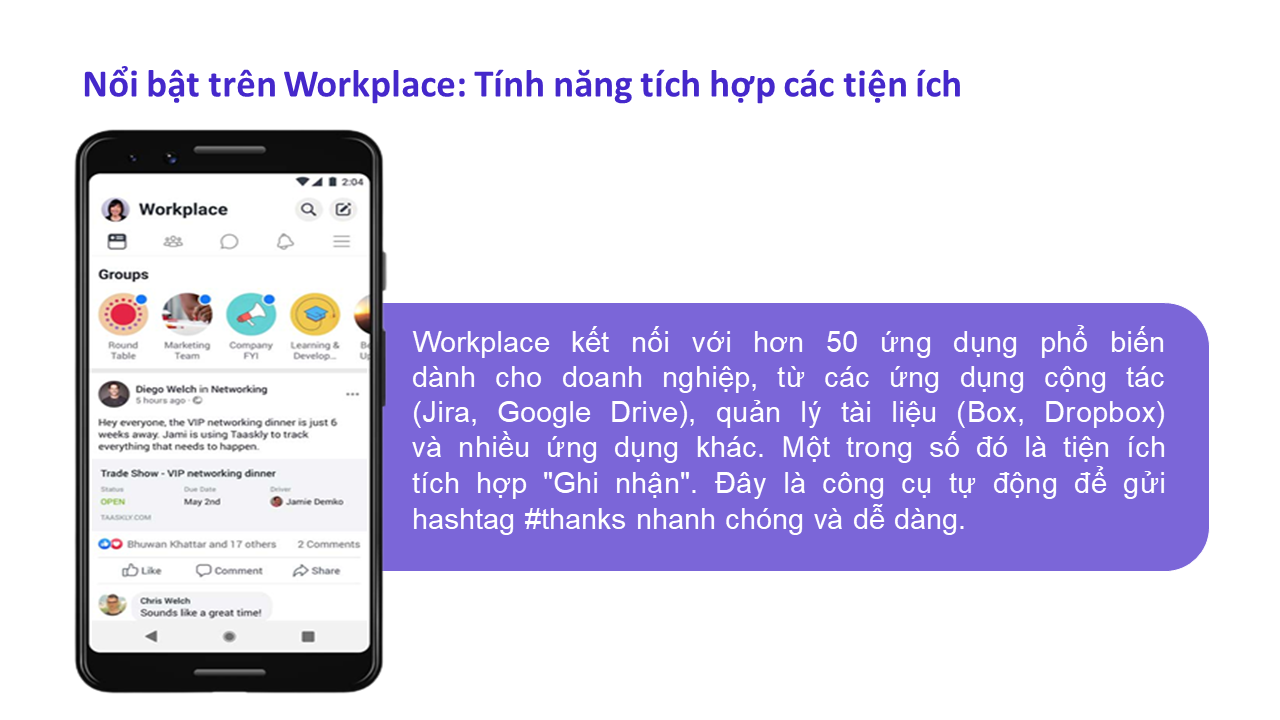 Nổi bật trên Workplace: Tính năng tích hợp các tiện ích
2:04
Workplace
Groups
Round
Table
Marketing
Team
Company
FYI
Learning &
Develop...
Be
Up
Diego Welch in Networking
5 hours ago ·
Hey everyone, the VIP networking dinner is just 6
weeks away. Jami is using Taaskly to track
everything that needs to happen.
Trade Show - VIP networking dinner
Status
Due Date
Driver
OPEN
May 2nd
Jamie Demko
TAASKLY.COM
Bhuwan Khattar and 17 others
2 Comments
Like
Comment
Share
Chris Welch
Sounds like a great time!
Workplace kết nối với hơn 50 ứng dụng phổ biến
dành cho doanh nghiệp, từ các ứng dụng cộng tác
(Jira, Google Drive), quản lý tài liệu (Box, Dropbox)
và nhiều ứng dụng khác. Một trong số đó là tiện ích
tích hợp "Ghi nhận". Đây là công cụ tự động để gửi
hashtag #thanks nhanh chóng và dễ dàng.